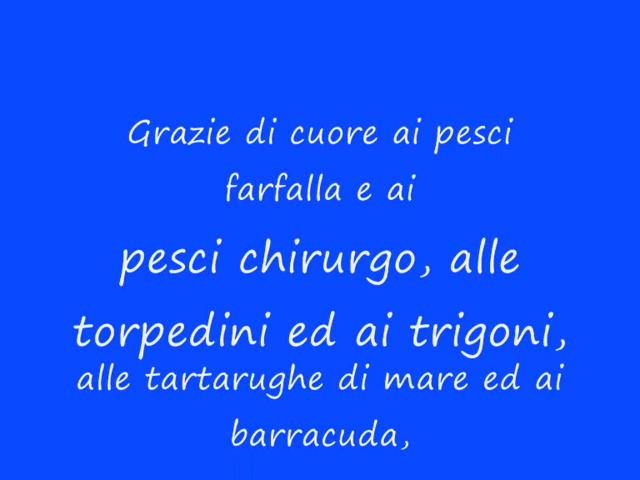 Grazie di cuore ai pesci
farfalla e ai
pesci chirurgo, alle
torpedini ed ai trigoni,
alle tartarughe di mare ed ai
barracuda,